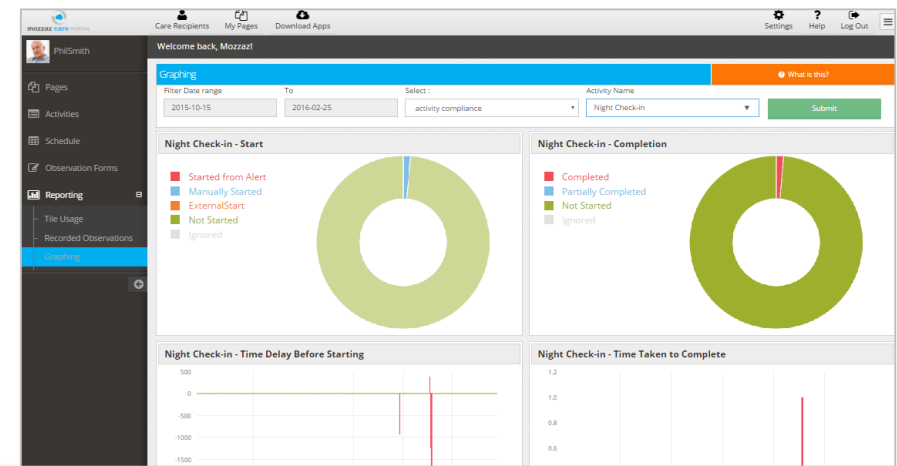 mozzaz care PORTAL
Care Recipients My Pages Download Apps Settings Help Log Out
PhilSmith
Welcome back, Mozzaz!
Pages
Activities
Schedule
Observation Forms
Reporting
Tile Usage
Recorded Observations
Graphing
Graphing
What is this?
Filter Date range To Select : Activity Name
2015-10-15 2016-02-25 activity compliance Night Check-in Submit
Night Check-in - Start
Started from Alert
Manually Started
ExternalStart
Not Started
Ignored
Night Check-in - Completion
Completed
Partially Completed
Not Started
Ignored
Night Check-in - Time Delay Before Starting
500
0
-500
-1000
-1500
Night Check-in - Time Taken to Complete
1.2
1.0
0.8
0.6